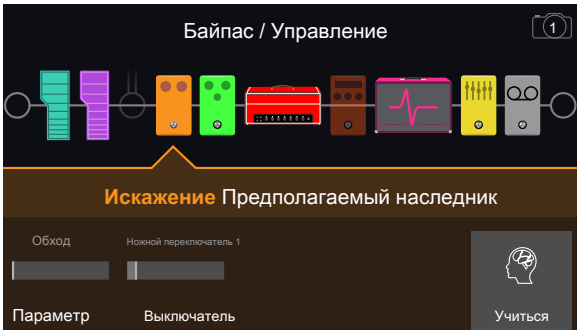 Байпас / Управление
1
Искажение Предполагаемый наследник
Обход
Ножной переключатель 1
Параметр
Выключатель
Учиться